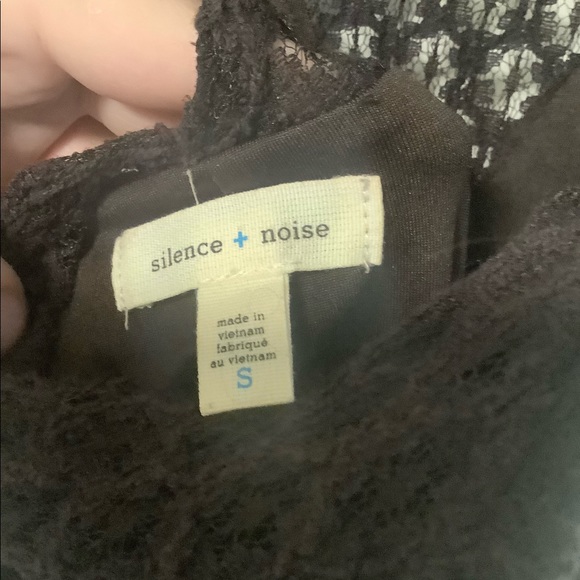 silence + noise
made in
vietnam
fabriqué
au vietnam
S